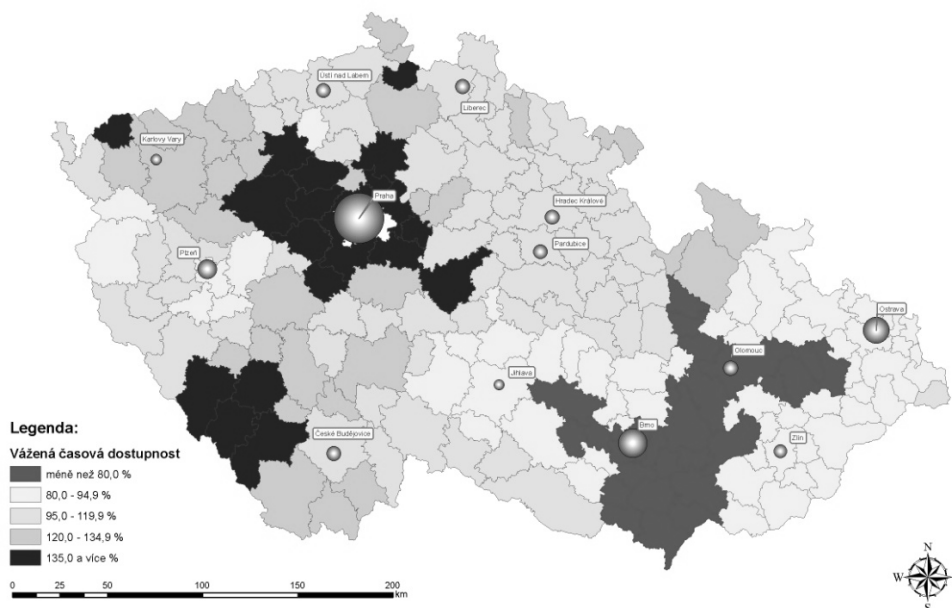 Ústí nad Labem
Liberec
Karlovy Vary
Praha
Hradec Králové
Pardubice
Plzeň
Ostrava
Olomouc
Jihlava
České Budějovice
Brno
Zlín
Legenda:
Vážená časová dostupnost
méně než 80,0 %
80,0 - 94,9 %
95,0 - 119,9 %
120,0 - 134,9 %
135,0 a více %
0 25 50 100 150 200
km
N
W E
S